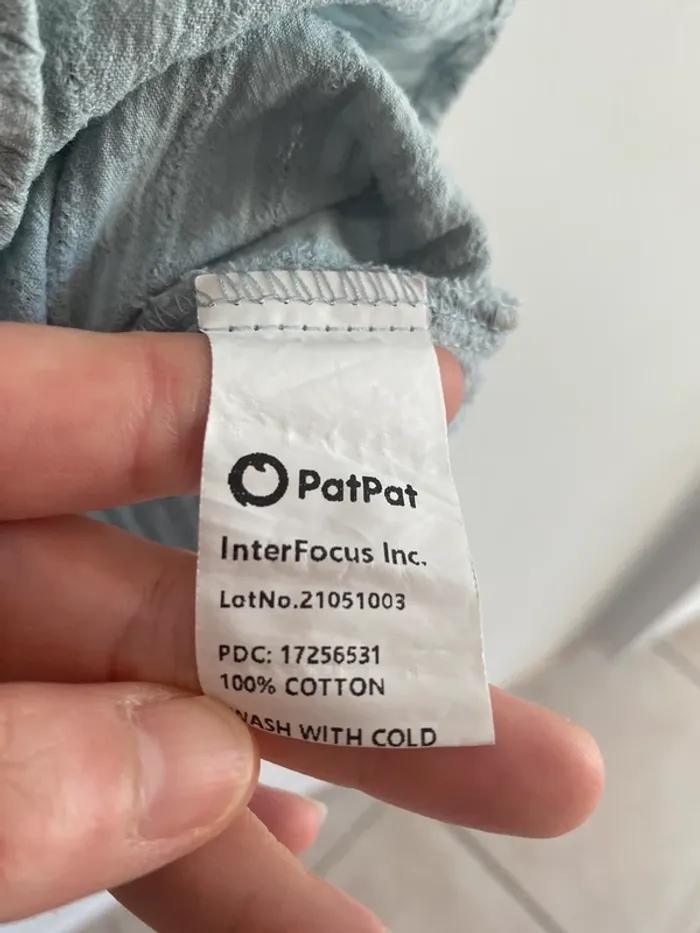 PatPat
InterFocus Inc.
LotNo.21051003
PDC: 17256531
100% COTTON
WASH WITH COLD